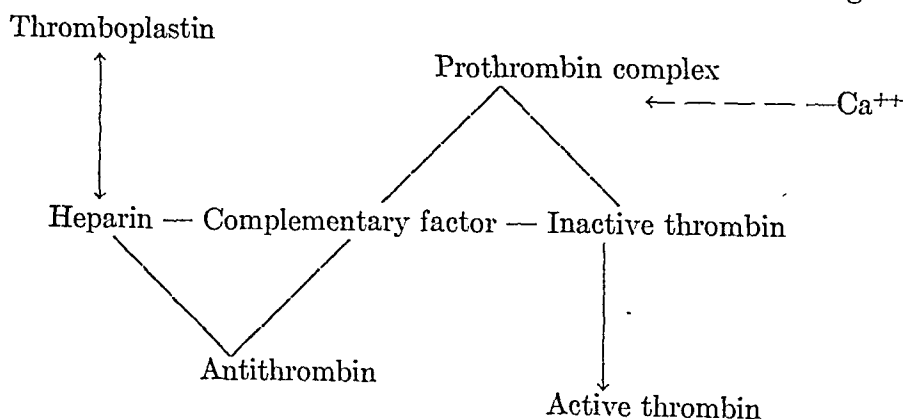 Thromboplastin
Prothrombin complex
Ca++
Heparin — Complementary factor — Inactive thrombin
Antithrombin
Active thrombin